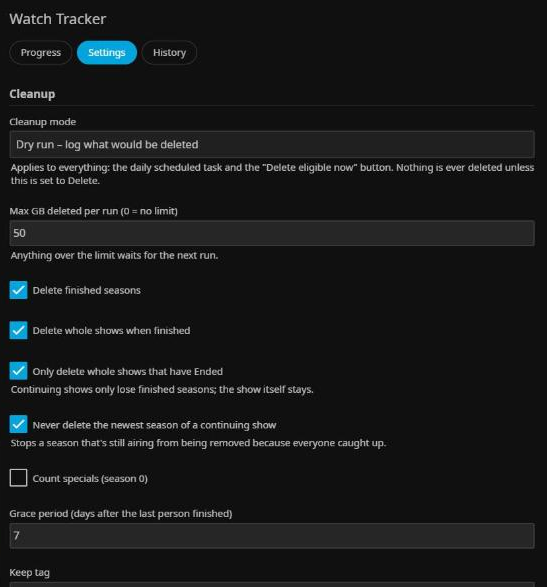 Watch Tracker
Progress
Settings
History
Cleanup
Cleanup mode
Dry run – log what would be deleted
Applies to everything: the daily scheduled task and the "Delete eligible now" button. Nothing is ever deleted unless
this is set to Delete.
Max GB deleted per run (0 = no limit)
50
Anything over the limit waits for the next run.
Delete finished seasons
Delete whole shows when finished
Only delete whole shows that have Ended
Continuing shows only lose finished seasons; the show itself stays.
Never delete the newest season of a continuing show
Stops a season that's still airing from being removed because everyone caught up.
Count specials (season 0)
Grace period (days after the last person finished)
7
Keep tag